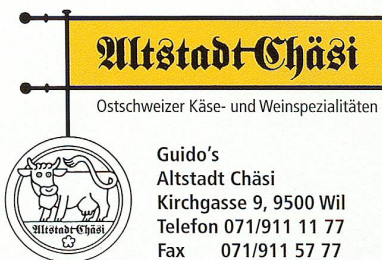 Altstadt Chäsi
Ostschweizer Käse- und Weinspezialitäten
Altstadt Chäsi
Guido's
Altstadt Chäsi
Kirchgasse 9, 9500 Wil
Telefon 071/911 11 77
Fax 071/911 57 77